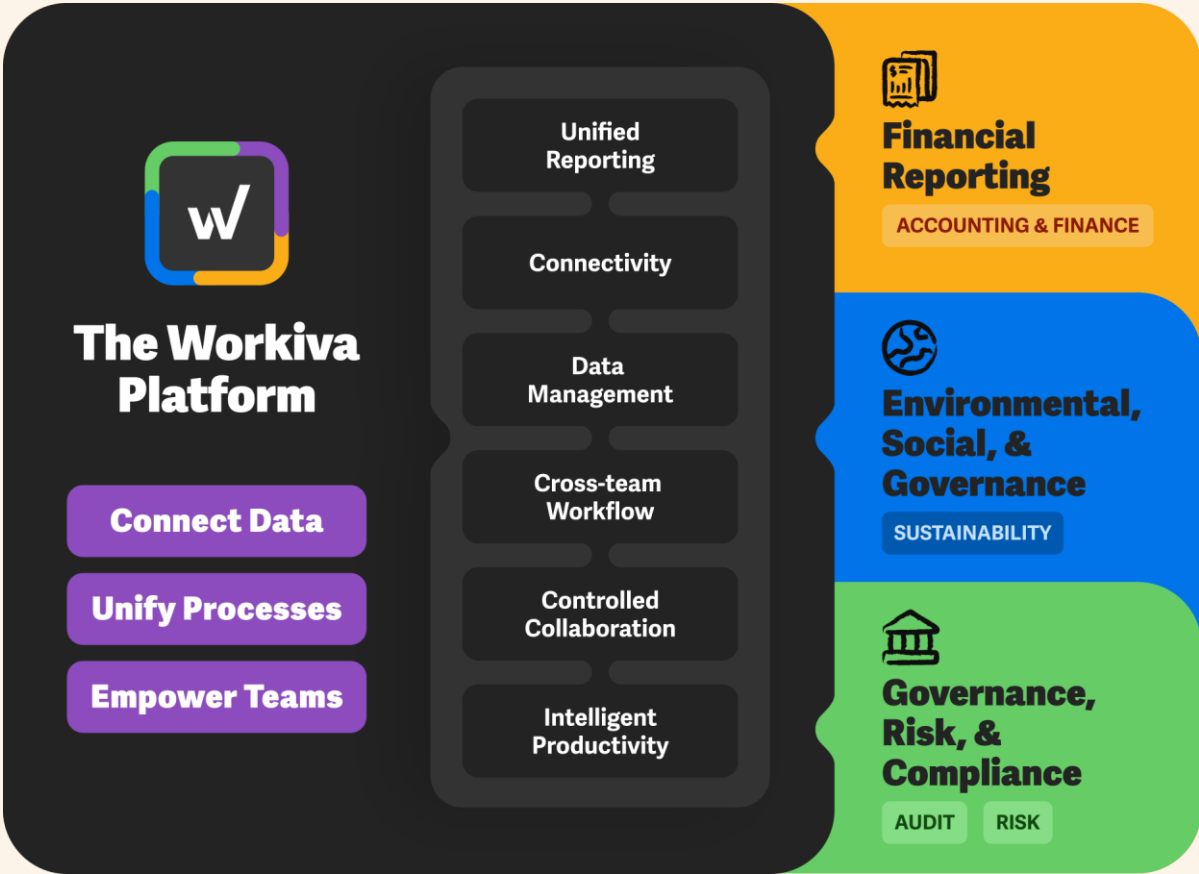 The Workiva
Platform
Connect Data
Unify Processes
Empower Teams
Unified
Reporting
Connectivity
Data
Management
Cross-team
Workflow
Controlled
Collaboration
Intelligent
Productivity
Financial
Reporting
ACCOUNTING & FINANCE
Environmental,
Social, &
Governance
SUSTAINABILITY
Governance,
Risk, &
Compliance
AUDIT RISK